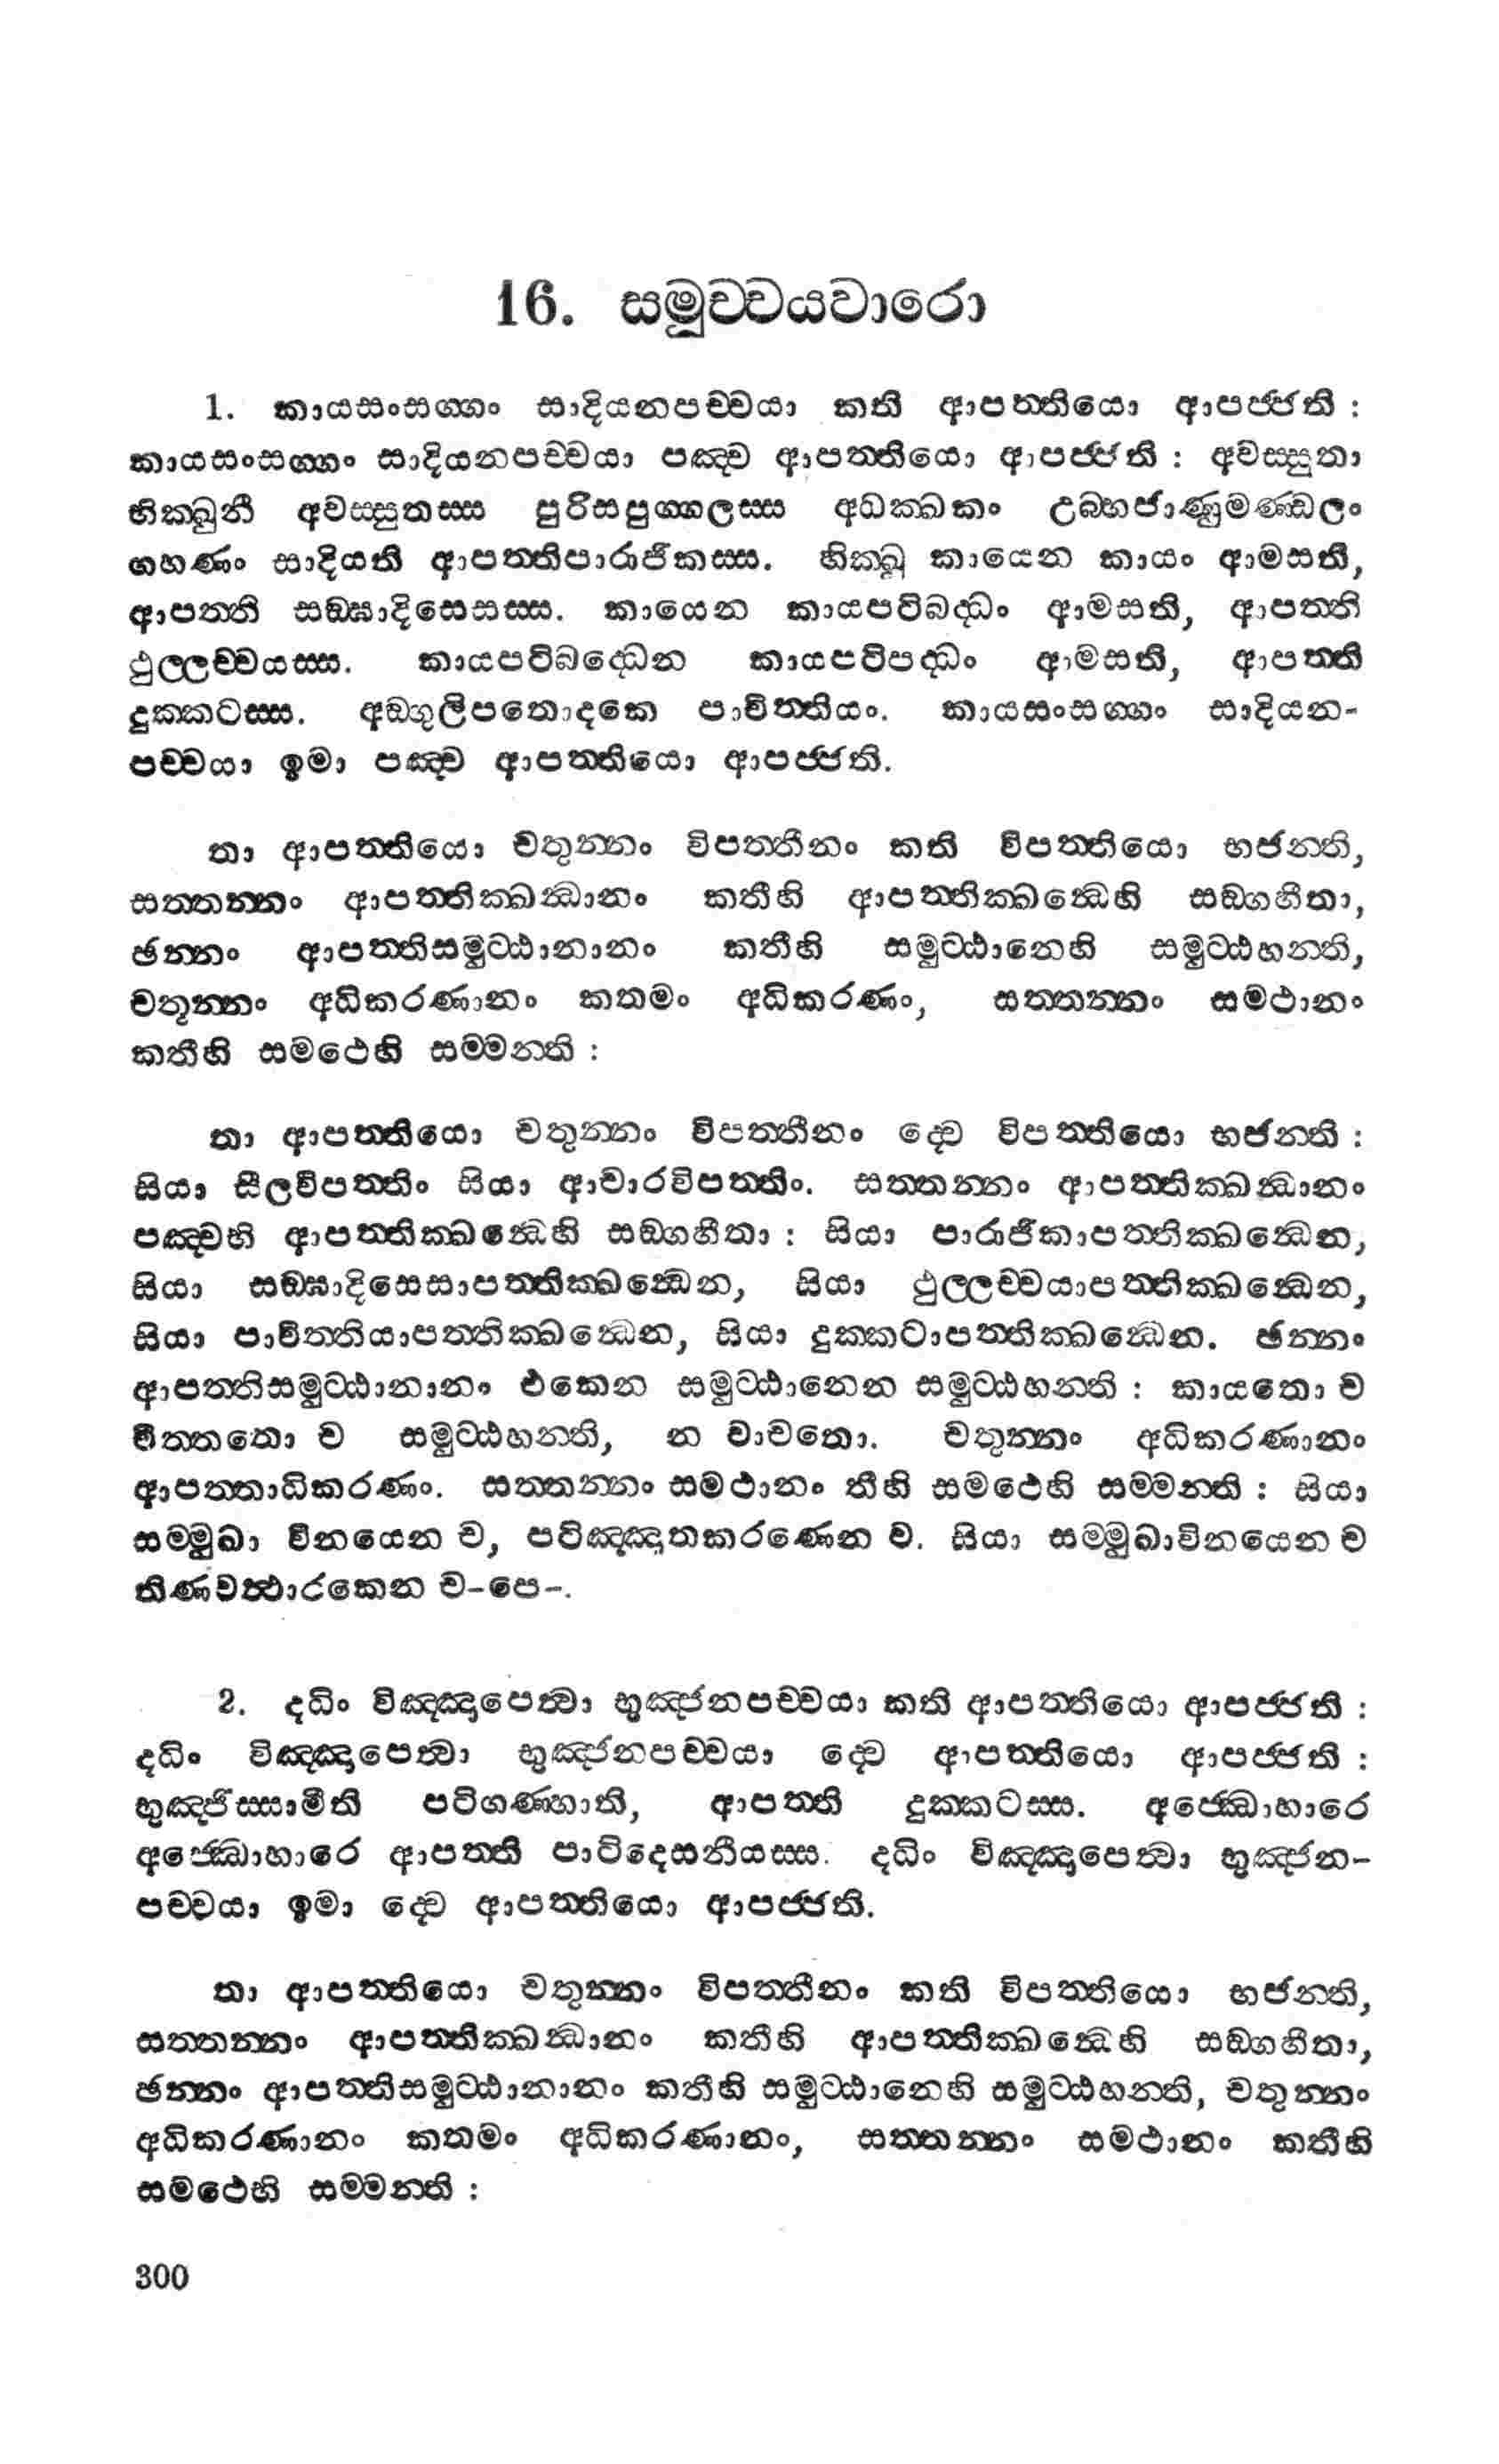 16. සමුච්චයවාරො
1. කායසංසග්ගං සාදියනපච්චයා කති ආපත්තියො ආපජ්ජති :
කායසංසග්ගං සාදියනපච්චයා පඤ්ච ආපත්තියො ආපජ්ජති : අවස්සුතා
භික්ඛුනී අවස්සුතස්ස පුරිසපුග්ගලස්ස අධක්ඛකං උබ්භජාණුමණ්ඩලං
ගහණං සාදියති ආපත්තිපාරාජිකස්ස. භික්ඛු කායෙන කායං ආමසති,
ආපත්ති සඞ්ඝාදිසෙසස්ස. කායෙන කායපටිබද්ධං ආමසති, ආපත්ති
ථුල්ලච්චයස්ස. කායපටිබද්ධෙන කායපටිපද්ධං ආමසති, ආපත්ති
දුක්කටස්ස. අඞ්ගුලිපතොදකෙ පාචිත්තියං. කායසංසග්ගං සාදියන-
පච්චයා ඉමා පඤ්ච ආපත්තියො ආපජ්ජති.
තා ආපත්තියො චතුන්නං විපත්තීනං කති විපත්තියො භජන්ති,
සත්තන්නං ආපත්තික්ඛන්ධානං කතීහි ආපත්තික්ඛන්ධෙහි සඞ්ගහීතා,
ඡන්නං ආපත්තිසමුට්ඨානානං කතීහි සමුට්ඨානෙහි සමුට්ඨහන්ති,
චතූන්නං අධිකරණානං කතමං අධිකරණං, සත්තන්නං සමථානං
කතීහි සමථෙහි සම්මන්ති :
තා ආපත්තියො චතුන්නං විපත්තීනං ද්වෙ විපත්තියො භජන්ති :
සියා සීලවිපත්තිං සියා ආචාරවිපත්තිං. සත්තන්නං ආපත්තික්ඛන්ධානං
පඤ්චහි ආපත්තික්ඛන්ධෙහි සඞ්ගහීතා : සියා පාරාජිකාපත්තික්ඛන්ධෙන,
සියා සඞ්ඝාදිසෙසාපත්තික්ඛන්ධෙන, සියා ථුල්ලච්චයාපත්තික්ඛන්ධෙන,
සියා පාචිත්තියාපත්තික්ඛන්ධෙන, සියා දුක්කටාපත්තික්ඛන්ධෙන. ඡන්නං
ආපත්තිසමුට්ඨානානං එකෙන සමුට්ඨානෙන සමුට්ඨහන්ති : කායතො ච
චිත්තතො ච සමුට්ඨහන්ති, න වාචතො. චතුන්නං අධිකරණානං
ආපත්තාධිකරණං. සත්තන්නං සමථානං තීහි සමථෙහි සම්මන්ති : සියා
සම්මුඛා විනයෙන ච, පටිඤ්ඤාතකරණෙන ච. සියා සම්මුඛාවිනයෙන ච
තිණවත්ථාරකෙන ච-පෙ-.
2. දධිං විඤ්ඤාපෙත්වා භුඤ්ජනපච්චයා කති ආපත්තියො ආපජ්ජති :
දධිං විඤ්ඤාපෙත්වා භුඤ්ජනපච්චයා ද්වෙ ආපත්තියො ආපජ්ජති :
භුඤ්ජිස්සාමීති පටිගණ්හාති, ආපත්ති දුක්කටස්ස. අජ්ඣොහාරෙ
අජ්ඣොහාරෙ ආපත්ති පාටිදෙසනීයස්ස. දධිං විඤ්ඤාපෙත්වා භුඤ්ජන-
පච්චයා ඉමා ද්වෙ ආපත්තියො ආපජ්ජති.
තා ආපත්තියො චතුන්නං විපත්තීනං කති විපත්තියො භජන්ති,
සත්තන්නං ආපත්තික්ඛන්ධානං කතීහි ආපත්තික්ඛන්ධෙහි සඞ්ගහීතා,
ඡන්නං ආපත්තිසමුට්ඨානානං කතීහි සමුට්ඨානෙහි සමුට්ඨහන්ති, චතුන්නං
අධිකරණානං කතමං අධිකරණානං, සත්තන්නං සමථානං කතීහි
සමථෙහි සම්මන්ති :
300